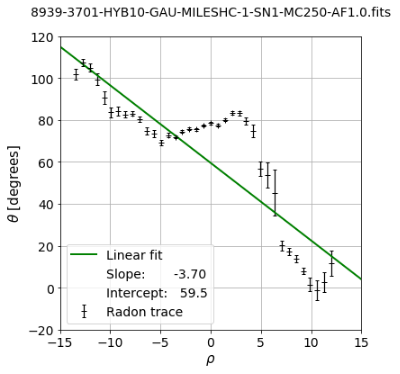 8939-3701-HYB10-GAU-MILESHC-1-SN1-MC250-AF1.0.fits
120
100
80
60
40
20
0
−20
θ [degrees]
Linear fit
Slope: -3.70
Intercept: 59.5
Radon trace
−15 −10 −5 0 5 10 15
ρ